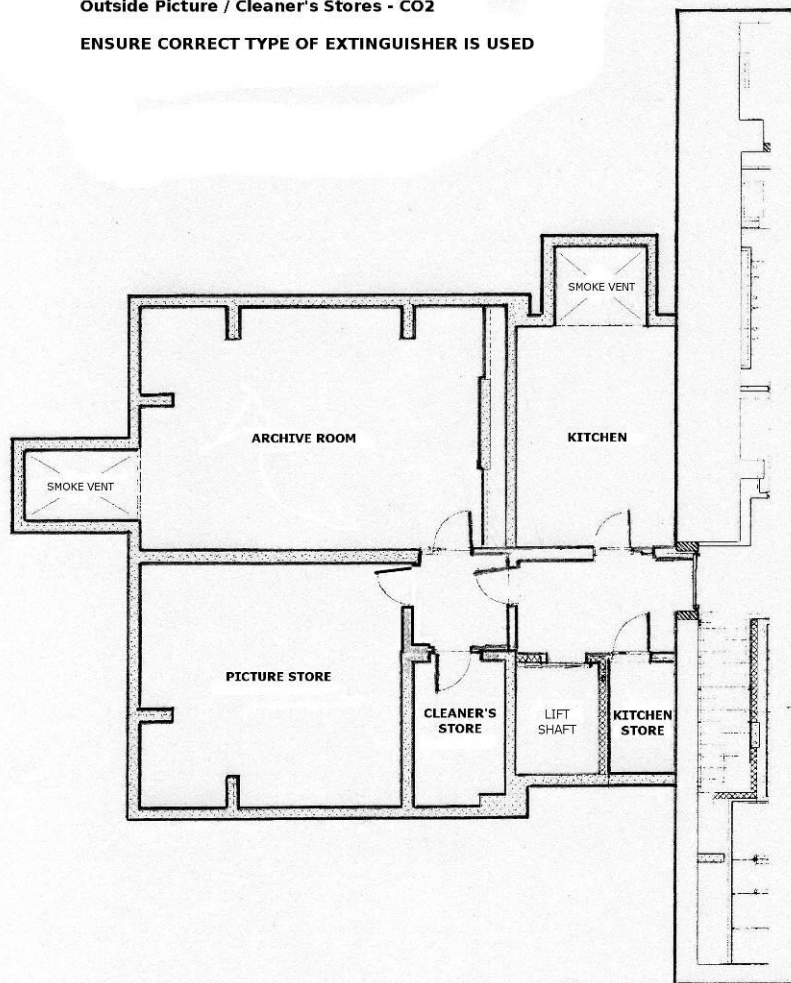 Outside Picture / Cleaner's Stores - CO2
ENSURE CORRECT TYPE OF EXTINGUISHER IS USED
SMOKE VENT
ARCHIVE ROOM
KITCHEN
SMOKE VENT
PICTURE STORE
CLEANER'S
STORE
LIFT
SHAFT
KITCHEN
STORE